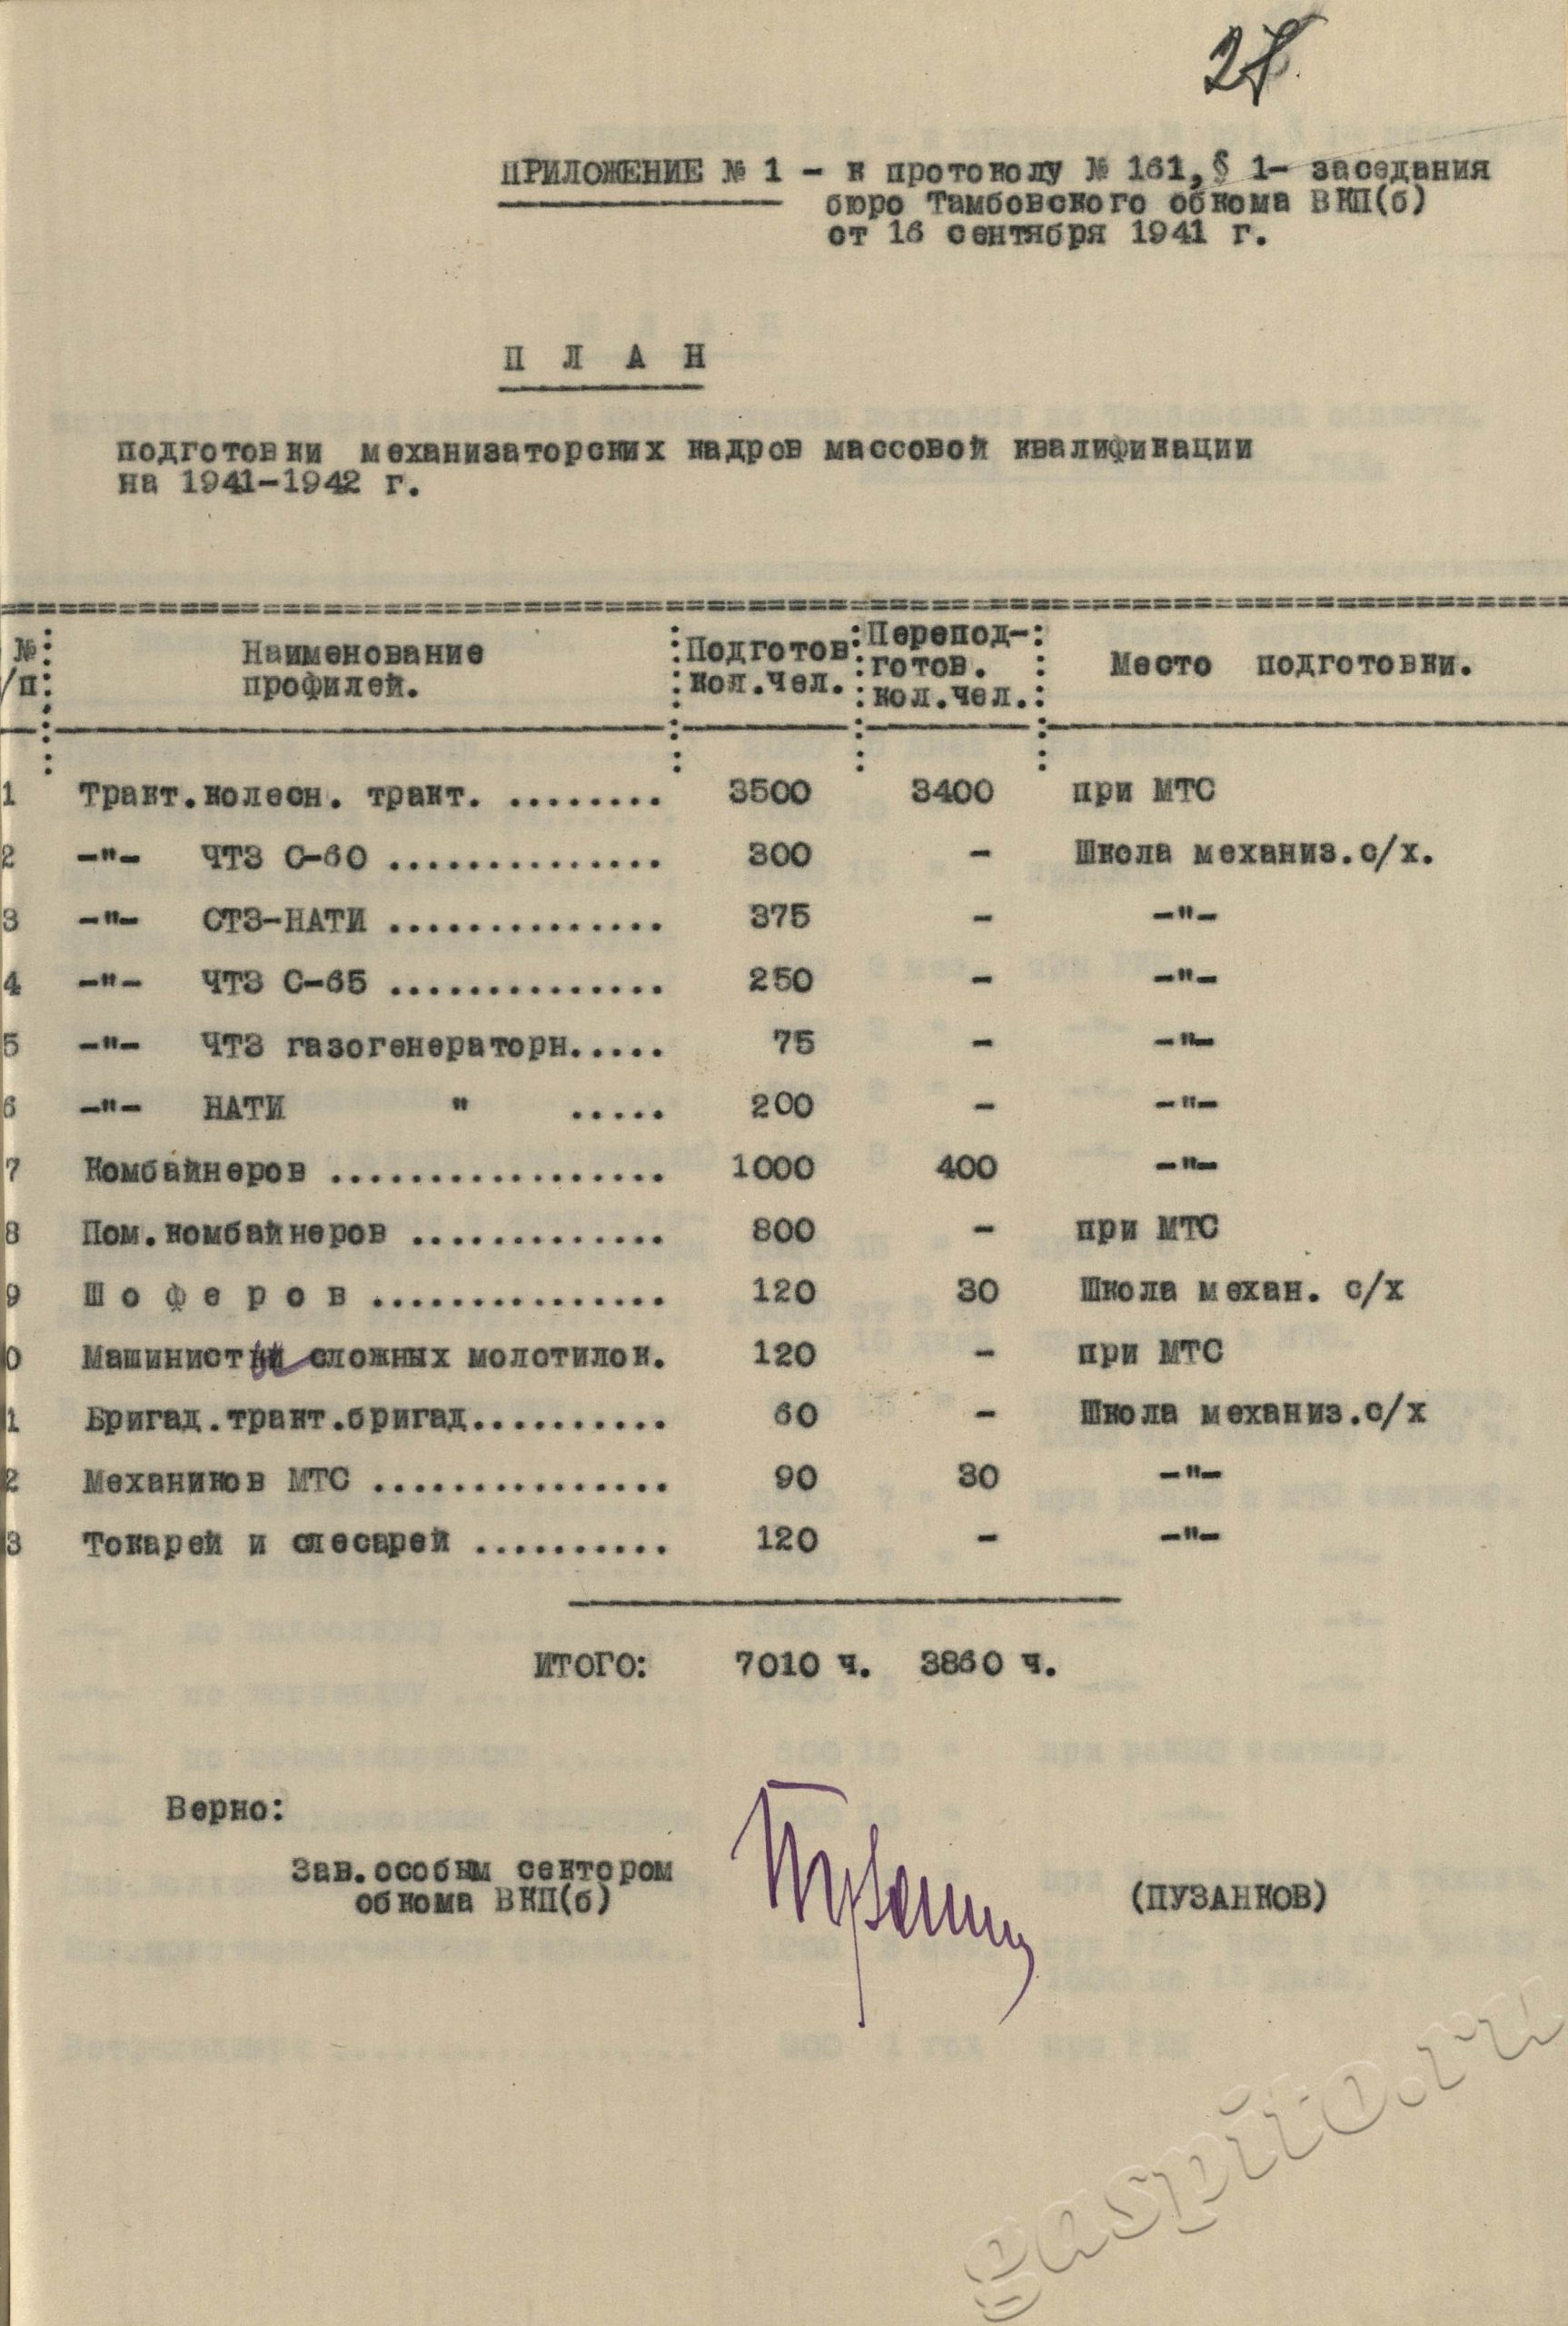 27.
ПРИЛОЖЕНИЕ № 1 - к протоколу № 161, § 1- заседания
бюро Тамбовского обкома ВКП(б)
от 16 сентября 1941 г.
П Л А Н
подготовки механизаторских кадров массовой квалификации
на 1941-1942 г.
№ /п : Наименование профилей. : Подготов кол.чел. : Перепод-готов. кол.чел. : Место подготовки.
1 Тракт.колесн. тракт. ........ 3500 3400 при МТС
2 -"- ЧТЗ С-60 .............. 300 - Школа механиз.с/х.
3 -"- СТЗ-НАТИ .............. 375 - -"-
4 -"- ЧТЗ С-65 .............. 250 - -"-
5 -"- ЧТЗ газогенераторн..... 75 - -"-
6 -"- НАТИ " ..... 200 - -"-
7 Комбайнеров ................. 1000 400 -"-
8 Пом.комбайнеров ............. 800 - при МТС
9 Ш о ф е р о в ............... 120 30 Школа механ. с/х
0 Машинисты сложных молотилок. 120 - при МТС
1 Бригад.тракт.бригад.......... 60 - Школа механиз.с/х
2 Механиков МТС ............... 90 30 -"-
3 Токарей и слесарей .......... 120 - -"-
ИТОГО: 7010 ч. 3860 ч.
Верно:
Зав.особым сектором
обкома ВКП(б)
(ПУЗАНКОВ)
gaspito.ru